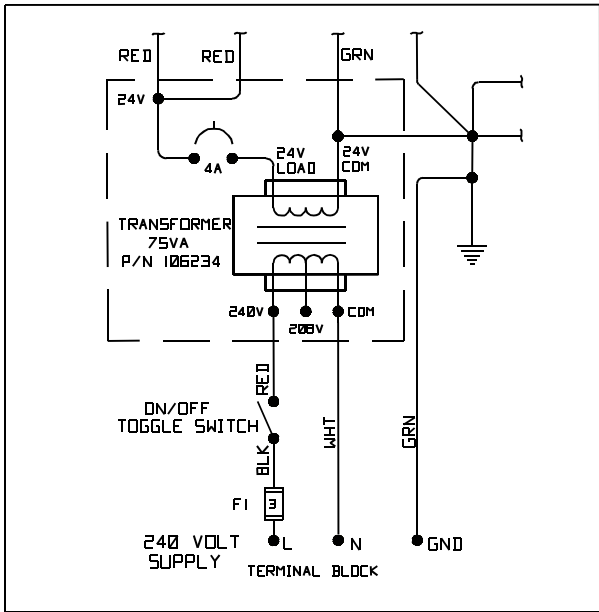 RED
RED
GRN
24V
4A
24V
LOAD
24V
COM
TRANSFORMER
75VA
P/N 106234
240V
208V
COM
RED
ON/OFF
TOGGLE SWITCH
BLK
WHT
GRN
F1
3
240 VOLT
SUPPLY
L
N
GND
TERMINAL BLOCK